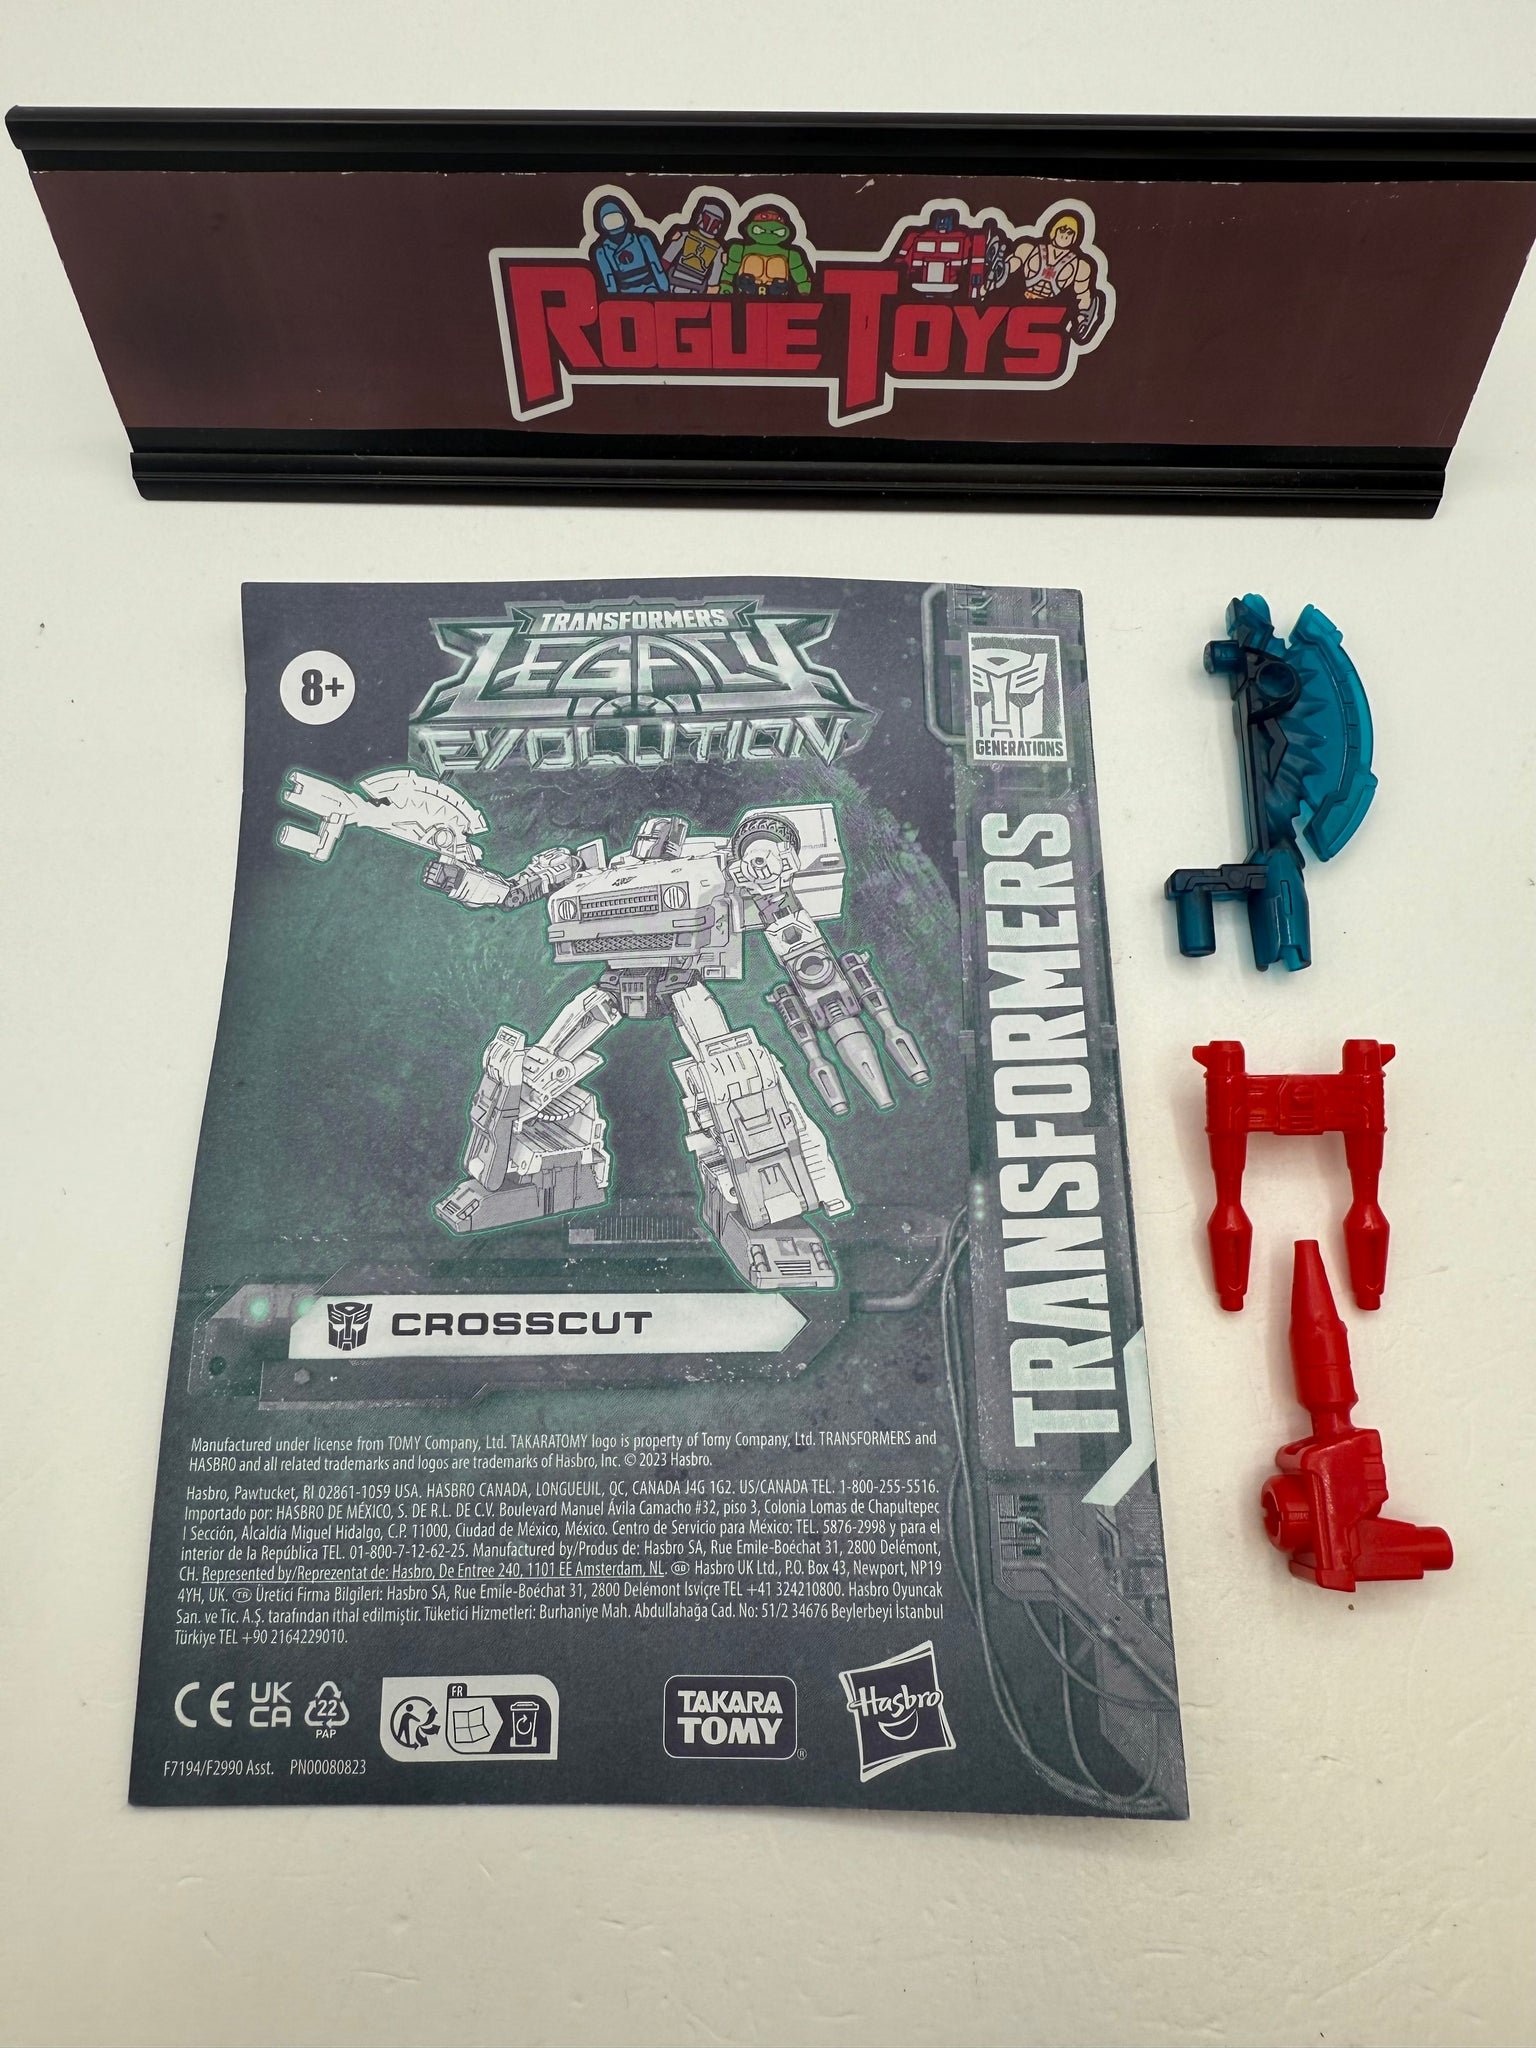 ROGUE TOYS
8+
TRANSFORMERS
LEGACY
EVOLUTION
GENERATIONS
TRANSFORMERS
CROSSCUT
Manufactured under license from TOMY Company, Ltd. TAKARATOMY logo is property of Tomy Company, Ltd. TRANSFORMERS and
HASBRO and all related trademarks and logos are trademarks of Hasbro, Inc. © 2023 Hasbro.
Hasbro, Pawtucket, RI 02861-1059 USA. HASBRO CANADA, LONGUEUIL, QC, CANADA J4G 1G2. US/CANADA TEL. 1-800-255-5516.
Importado por: HASBRO DE MÉXICO, S. DE R.L. DE C.V. Boulevard Manuel Ávila Camacho #32, piso 3, Colonia Lomas de Chapultepec
I Sección, Alcaldía Miguel Hidalgo, C.P. 11000, Ciudad de México, México. Centro de Servicio para México: TEL. 5876-2998 y para el
interior de la República TEL. 01-800-7-12-62-25. Manufactured by/Produs de: Hasbro SA, Rue Emile-Boéchat 31, 2800 Delémont,
CH. Represented by/Reprezentat de: Hasbro, De Entree 240, 1101 EE Amsterdam, NL. GB Hasbro UK Ltd., P.O. Box 43, Newport, NP19
4YH, UK. TR Üretici Firma Bilgileri: Hasbro SA, Rue Emile-Boéchat 31, 2800 Delémont İsviçre TEL +41 324210800. Hasbro Oyuncak
San. ve Tic. A.Ş. tarafından ithal edilmiştir. Tüketici Hizmetleri: Burhaniye Mah. Abdullahağa Cad. No: 51/2 34676 Beylerbeyi İstanbul
Türkiye TEL +90 2164229010.
CE
UK
CA
22
PAP
FR
TAKARA
TOMY®
Hasbro
F7194/F2990 Asst. PN00080823